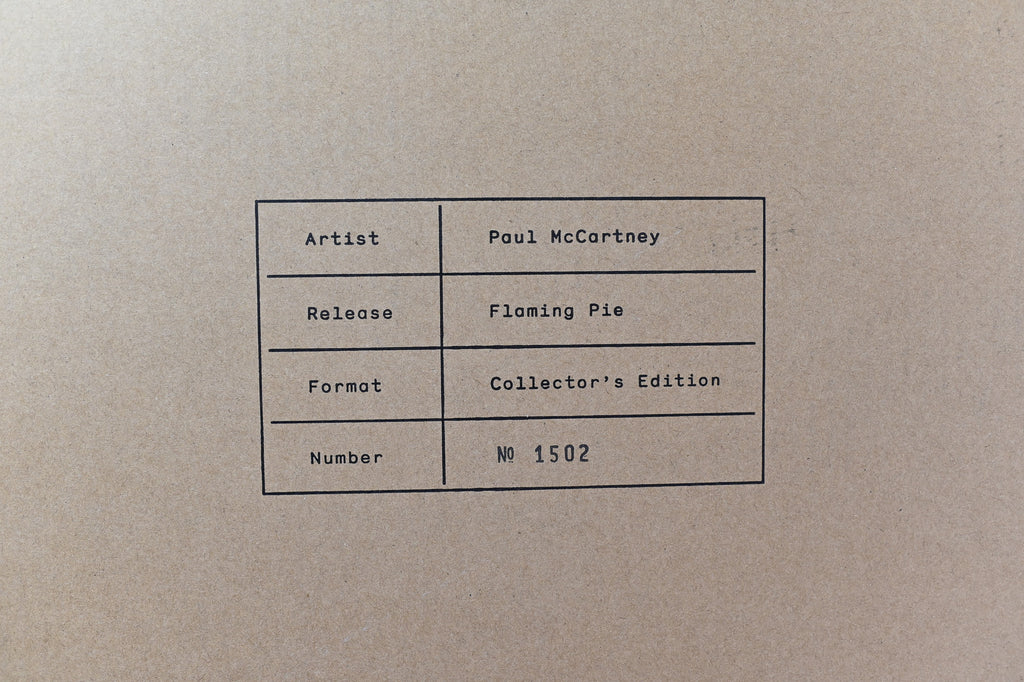 Artist Paul McCartney
Release Flaming Pie
Format Collector's Edition
Number Nº 1502